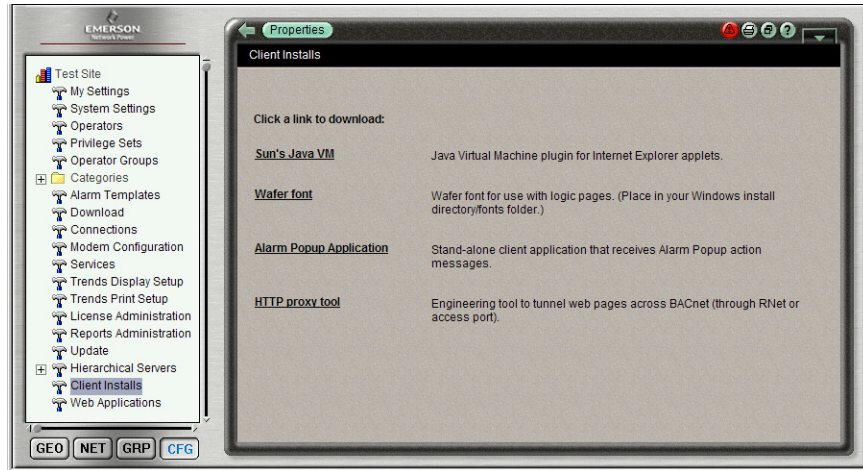 EMERSON
Network Power
Test Site
My Settings
System Settings
Operators
Privilege Sets
Operator Groups
Categories
Alarm Templates
Download
Connections
Modem Configuration
Services
Trends Display Setup
Trends Print Setup
License Administration
Reports Administration
Update
Hierarchical Servers
Client Installs
Web Applications
GEO NET GRP CFG
Properties
Client Installs
Click a link to download:
Sun's Java VM
Java Virtual Machine plugin for Internet Explorer applets.
Wafer font
Wafer font for use with logic pages. (Place in your Windows install
directory/fonts folder.)
Alarm Popup Application
Stand-alone client application that receives Alarm Popup action
messages.
HTTP proxy tool
Engineering tool to tunnel web pages across BACnet (through RNet or
access port).